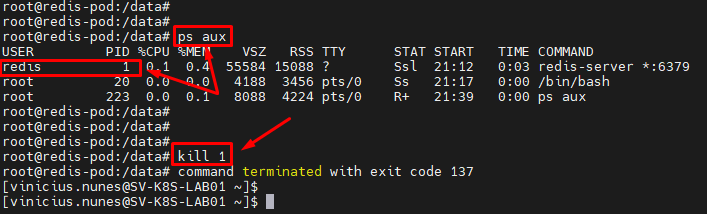 root@redis-pod:/data#
root@redis-pod:/data#
root@redis-pod:/data# ps aux
USER PID %CPU %MEM VSZ RSS TTY STAT START TIME COMMAND
redis 1 0.1 0.4 55584 15088 ? Ssl 21:12 0:03 redis-server *:6379
root 20 0.0 0.0 4188 3456 pts/0 Ss 21:17 0:00 /bin/bash
root 223 0.0 0.1 8088 4224 pts/0 R+ 21:39 0:00 ps aux
root@redis-pod:/data#
root@redis-pod:/data#
root@redis-pod:/data# kill 1
root@redis-pod:/data# command terminated with exit code 137
[vinicius.nunes@SV-K8S-LAB01 ~]$
[vinicius.nunes@SV-K8S-LAB01 ~]$